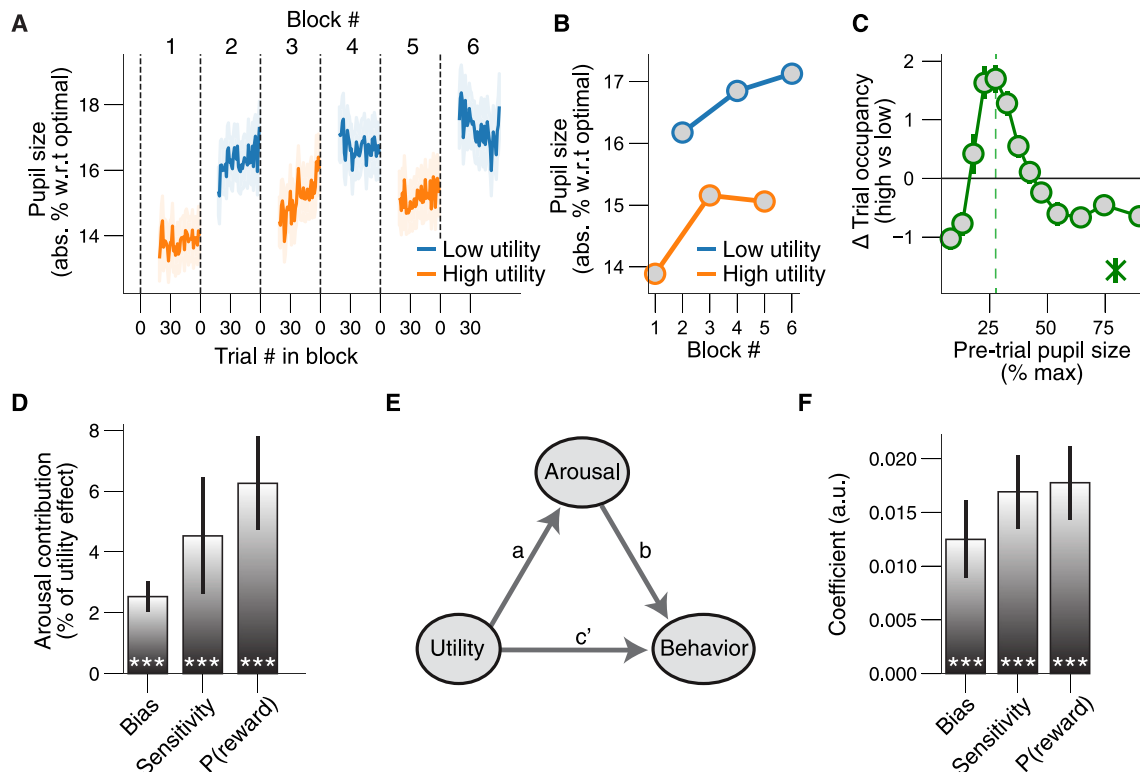 A
Block #
1 2 3 4 5 6
Pupil size
(abs. % w.r.t optimal)
18
16
14
Low utility
High utility
0 30 0 30 0 30 0 30 0 30 0 30
Trial # in block
B
Pupil size
(abs. % w.r.t optimal)
17
16
15
14
Low utility
High utility
1 2 3 4 5 6
Block #
C
Δ Trial occupancy
(high vs low)
2
1
0
−1
25 50 75
Pre-trial pupil size
(% max)
D
Arousal contribution
(% of utility effect)
8
6
4
2
0
*** *** ***
Bias
Sensitivity
P(reward)
E
Arousal
a
b
Utility
c’
Behavior
F
Coefficient (a.u.)
0.020
0.015
0.010
0.005
0.000
*** *** ***
Bias
Sensitivity
P(reward)